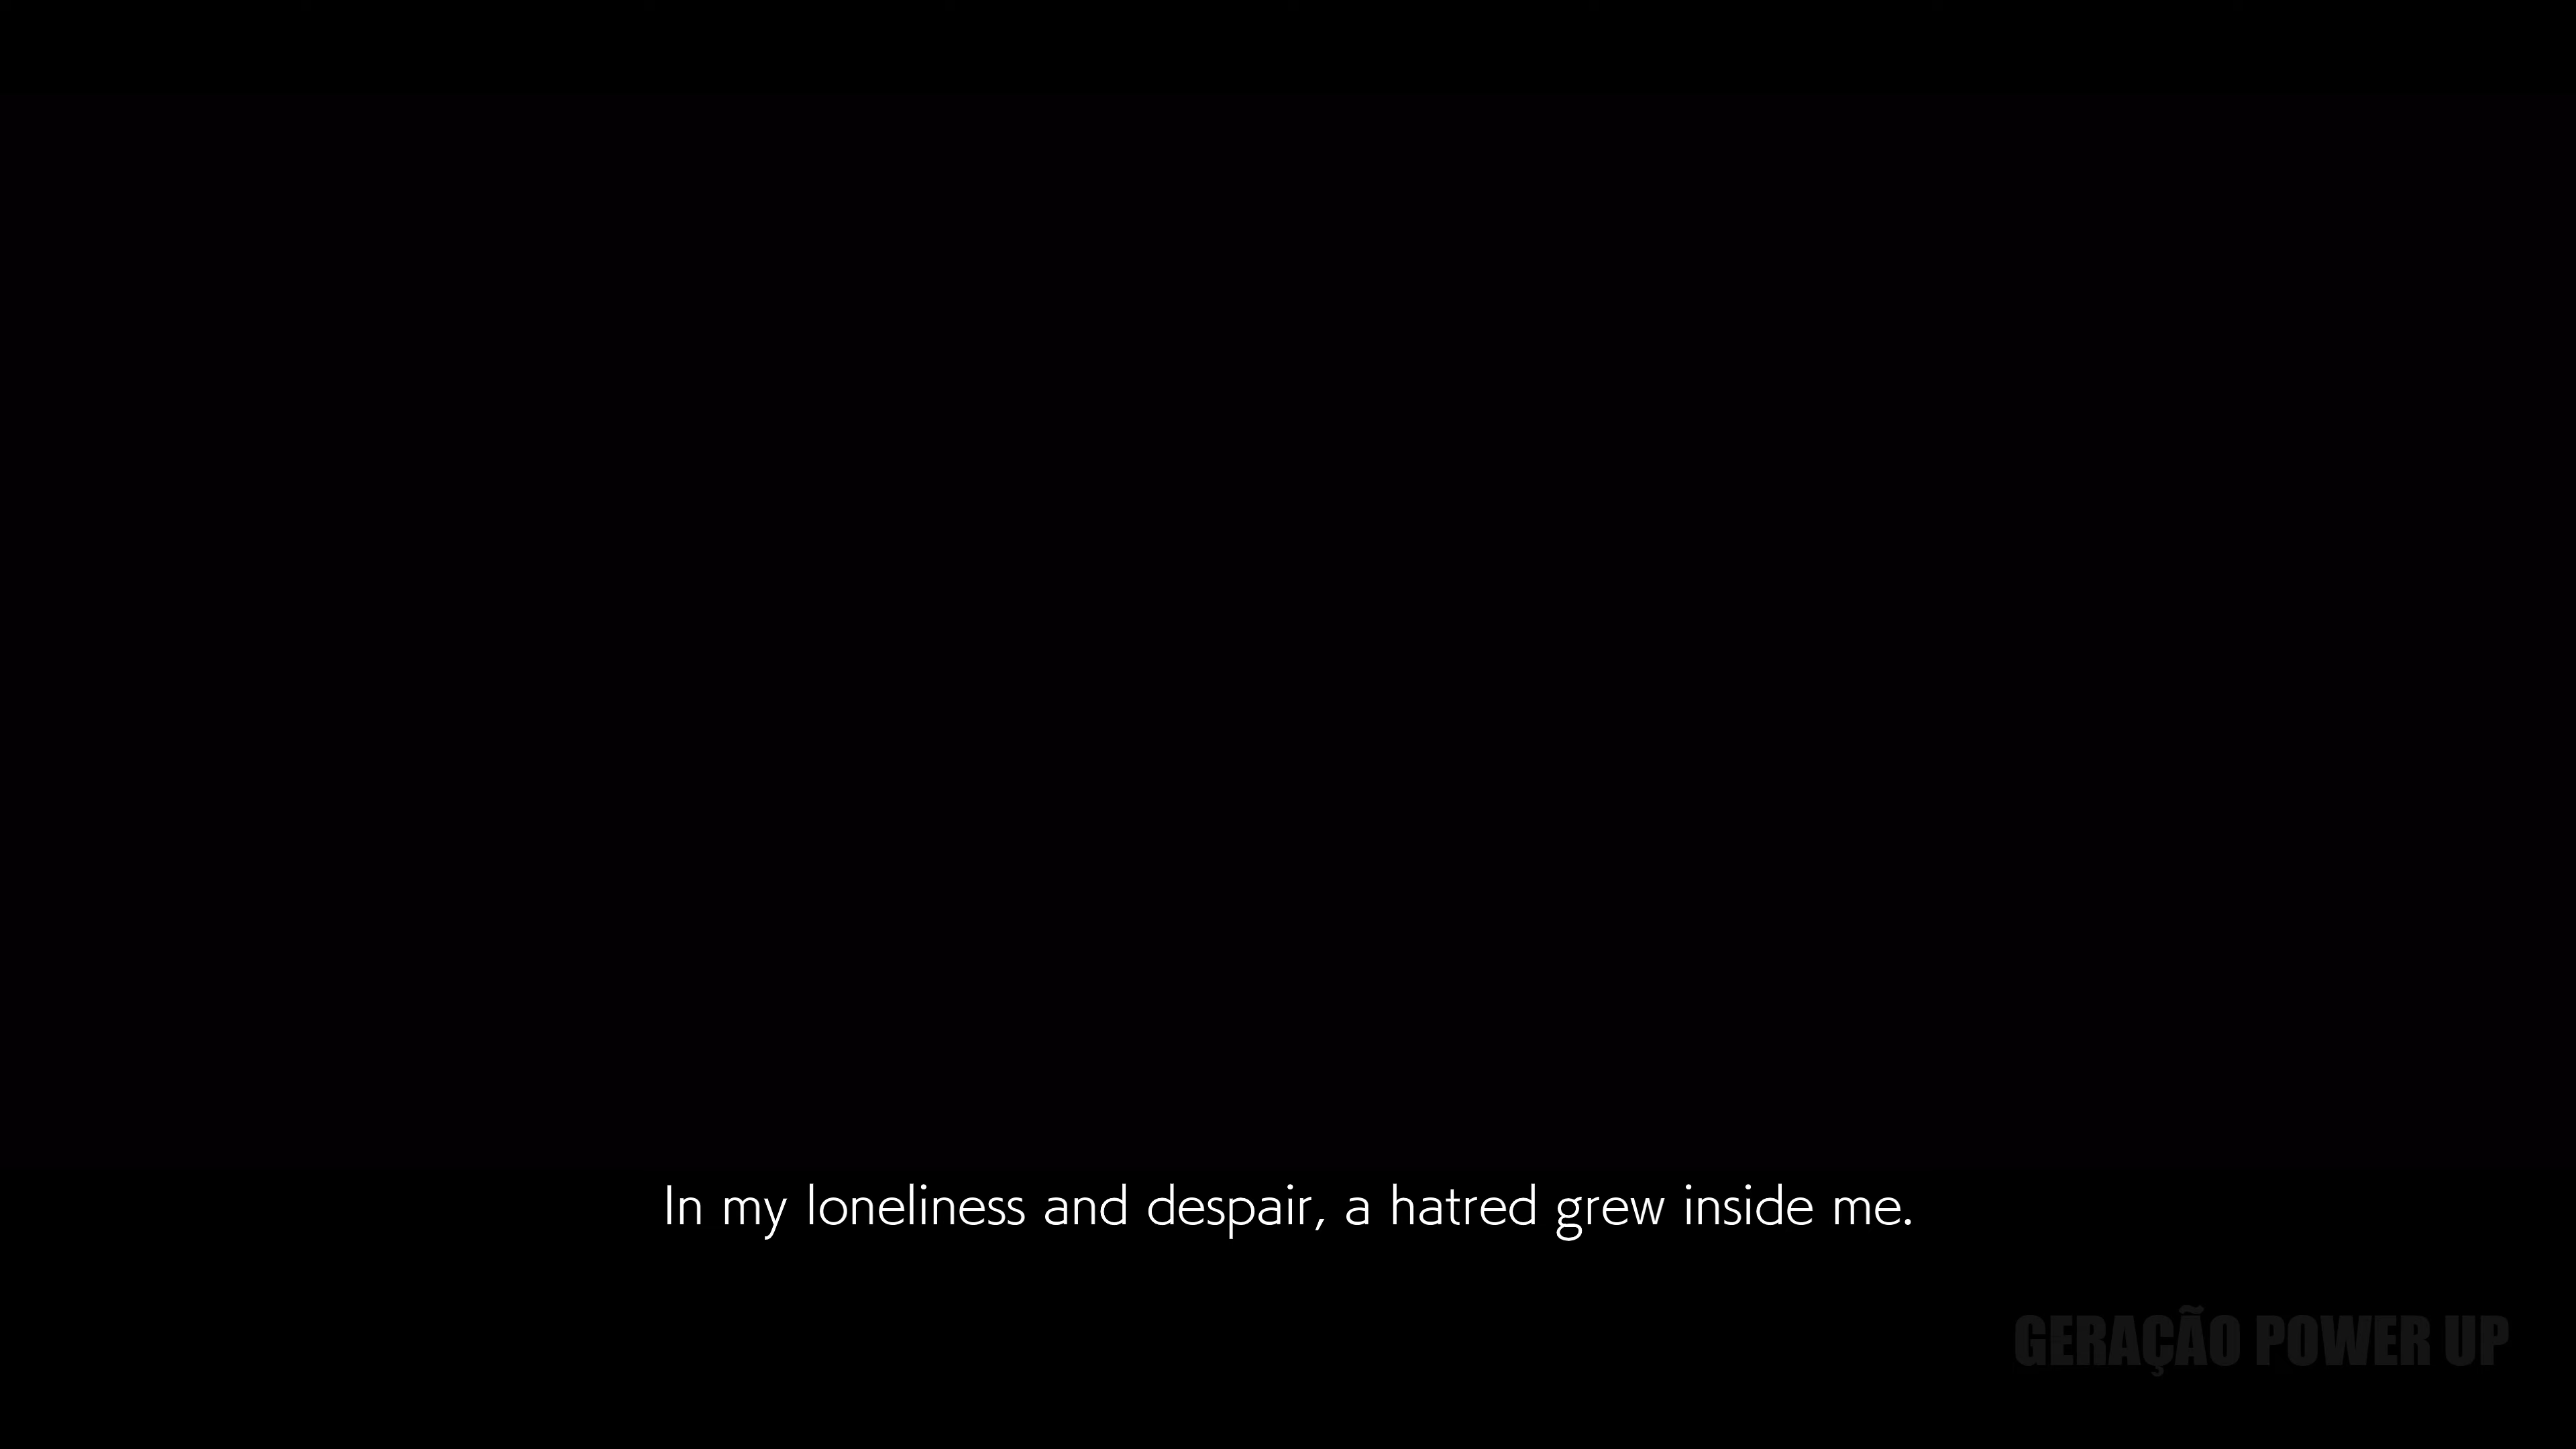 In my loneliness and despair, a hatred grew inside me.
GERAÇÃO POWER UP